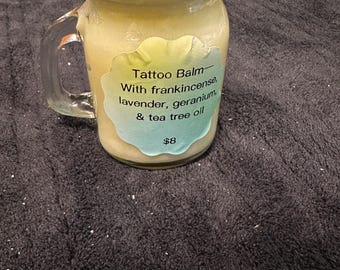 Tattoo Balm—
With frankincense,
lavender, geranium,
& tea tree oil
$8